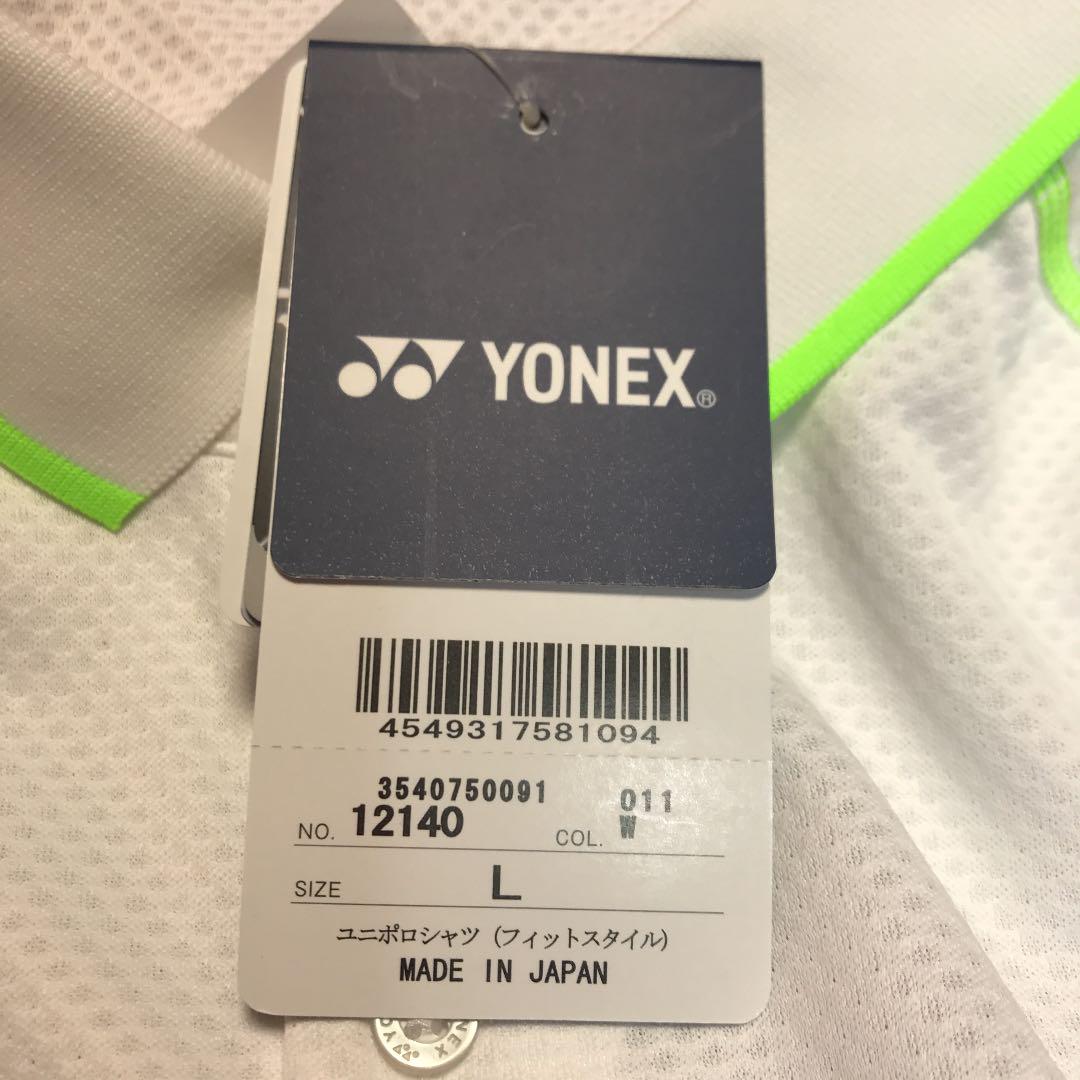 YONEX®
4549317581094
3540750091
NO. 12140 COL. 011
W
SIZE L
ユニポロシャツ (フィットスタイル)
MADE IN JAPAN